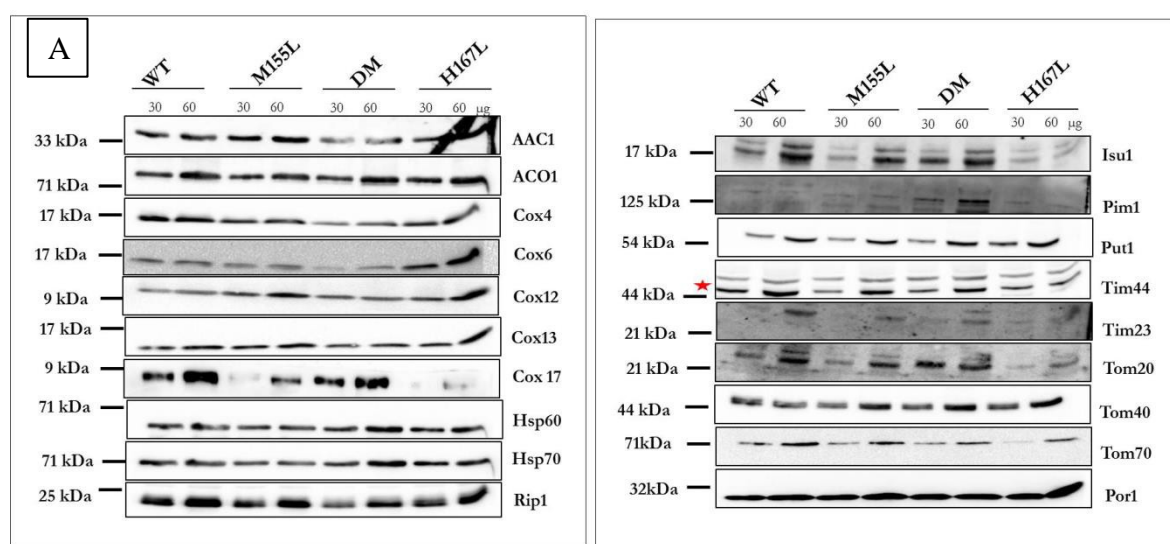 A
WT M155L DM H167L
30 60 30 60 30 60 30 60 µg
33 kDa AAC1
71 kDa ACO1
17 kDa Cox4
17 kDa Cox6
9 kDa Cox12
17 kDa Cox13
9 kDa Cox 17
71 kDa Hsp60
71 kDa Hsp70
25 kDa Rip1
WT M155L DM H167L
30 60 30 60 30 60 30 60 µg
17 kDa Isu1
125 kDa Pim1
54 kDa Put1
44 kDa Tim44
21 kDa Tim23
21 kDa Tom20
44 kDa Tom40
71kDa Tom70
32kDa Por1